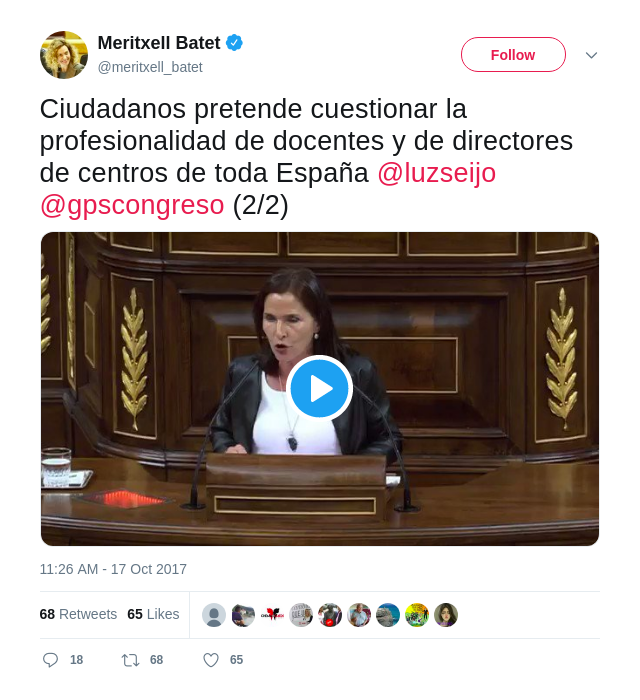 Meritxell Batet
@meritxell_batet
Follow
Ciudadanos pretende cuestionar la
profesionalidad de docentes y de directores
de centros de toda España @luzseijo
@gpscongreso (2/2)
11:26 AM - 17 Oct 2017
68 Retweets 65 Likes
18 68 65